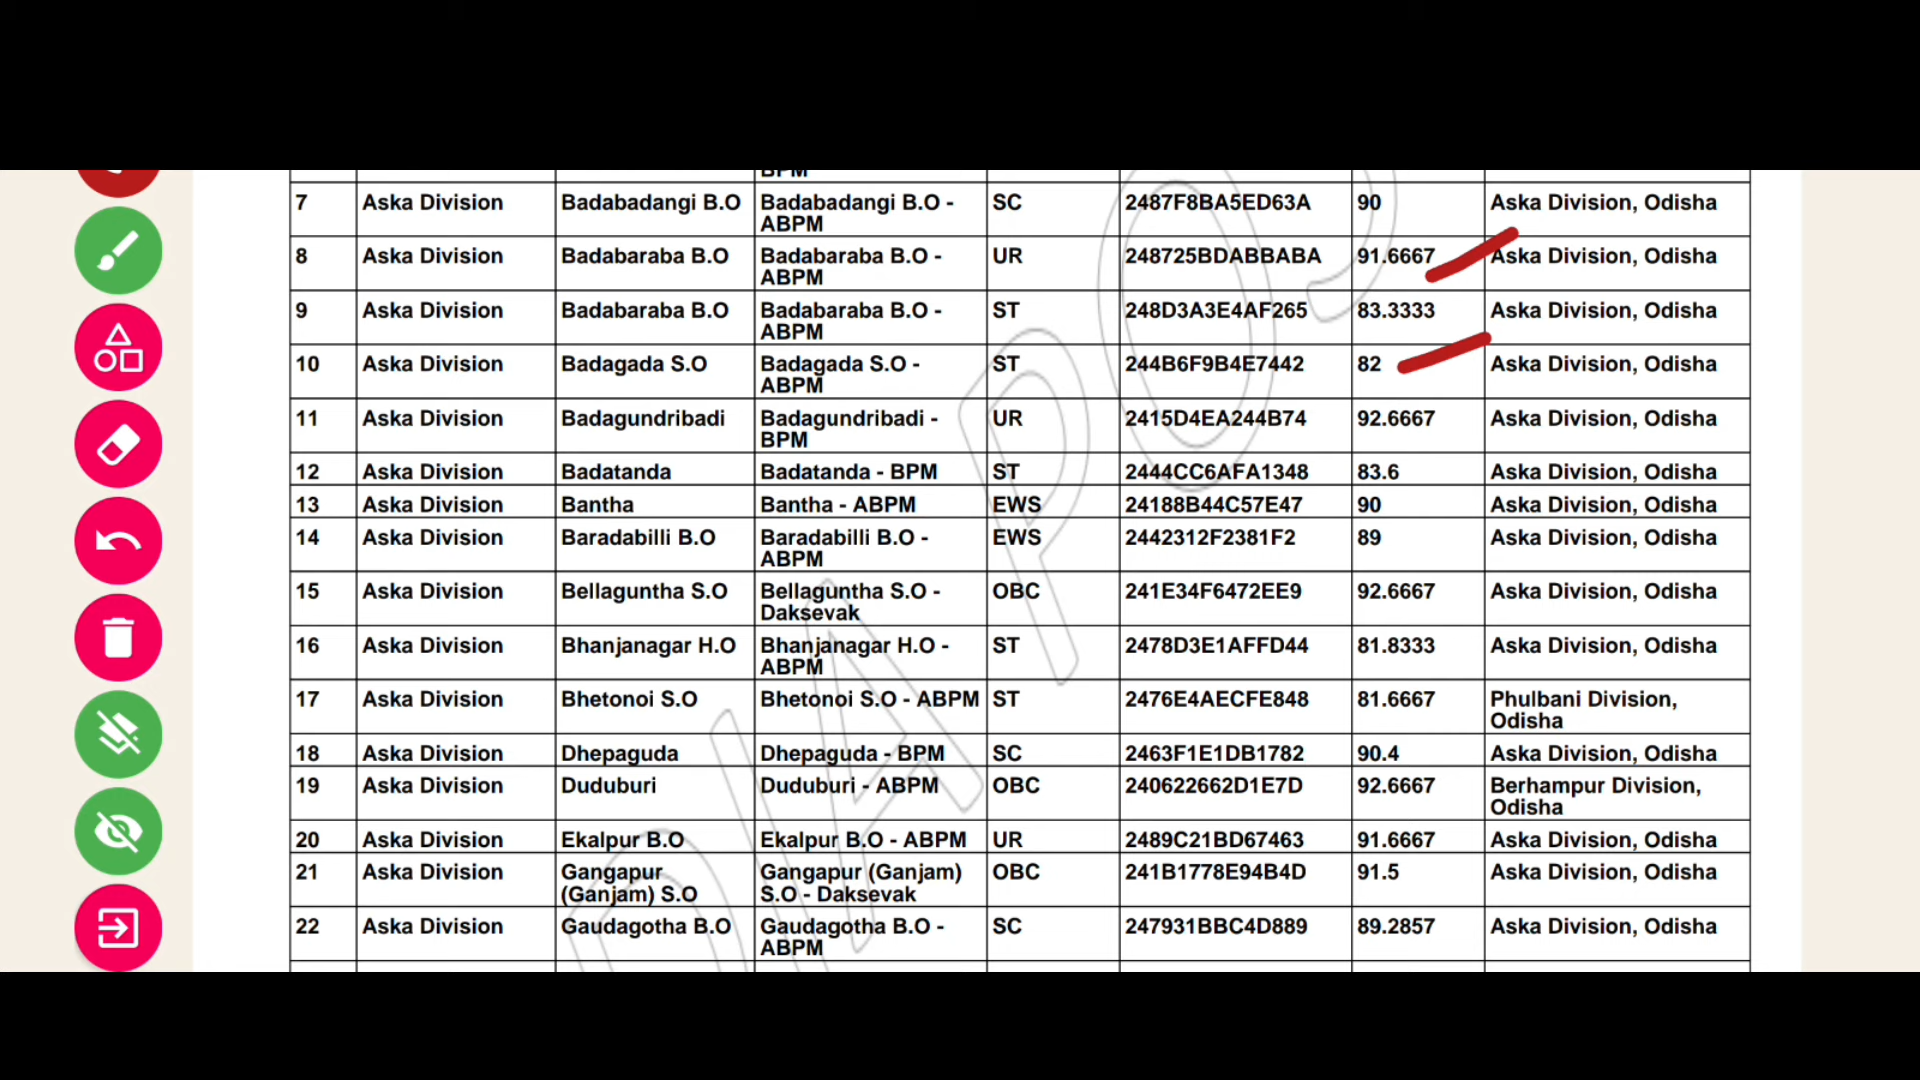 BPM
7 Aska Division Badabadangi B.O Badabadangi B.O - SC 2487F8BA5ED63A 90 Aska Division, Odisha
ABPM
8 Aska Division Badabaraba B.O Badabaraba B.O - UR 248725BDABBABA 91.6667 Aska Division, Odisha
ABPM
9 Aska Division Badabaraba B.O Badabaraba B.O - ST 248D3A3E4AF265 83.3333 Aska Division, Odisha
ABPM
10 Aska Division Badagada S.O Badagada S.O - ST 244B6F9B4E7442 82 Aska Division, Odisha
ABPM
11 Aska Division Badagundribadi Badagundribadi - UR 2415D4EA244B74 92.6667 Aska Division, Odisha
BPM
12 Aska Division Badatanda Badatanda - BPM ST 2444CC6AFA1348 83.6 Aska Division, Odisha
13 Aska Division Bantha Bantha - ABPM EWS 24188B44C57E47 90 Aska Division, Odisha
14 Aska Division Baradabilli B.O Baradabilli B.O - EWS 2442312F2381F2 89 Aska Division, Odisha
ABPM
15 Aska Division Bellaguntha S.O Bellaguntha S.O - OBC 241E34F6472EE9 92.6667 Aska Division, Odisha
Daksevak
16 Aska Division Bhanjanagar H.O Bhanjanagar H.O - ST 2478D3E1AFFD44 81.8333 Aska Division, Odisha
ABPM
17 Aska Division Bhetonoi S.O Bhetonoi S.O - ABPM ST 2476E4AECFE848 81.6667 Phulbani Division,
Odisha
18 Aska Division Dhepaguda Dhepaguda - BPM SC 2463F1E1DB1782 90.4 Aska Division, Odisha
19 Aska Division Duduburi Duduburi - ABPM OBC 240622662D1E7D 92.6667 Berhampur Division,
Odisha
20 Aska Division Ekalpur B.O Ekalpur B.O - ABPM UR 2489C21BD67463 91.6667 Aska Division, Odisha
21 Aska Division Gangapur Gangapur (Ganjam) OBC 241B1778E94B4D 91.5 Aska Division, Odisha
(Ganjam) S.O S.O - Daksevak
22 Aska Division Gaudagotha B.O Gaudagotha B.O - SC 247931BBC4D889 89.2857 Aska Division, Odisha
ABPM